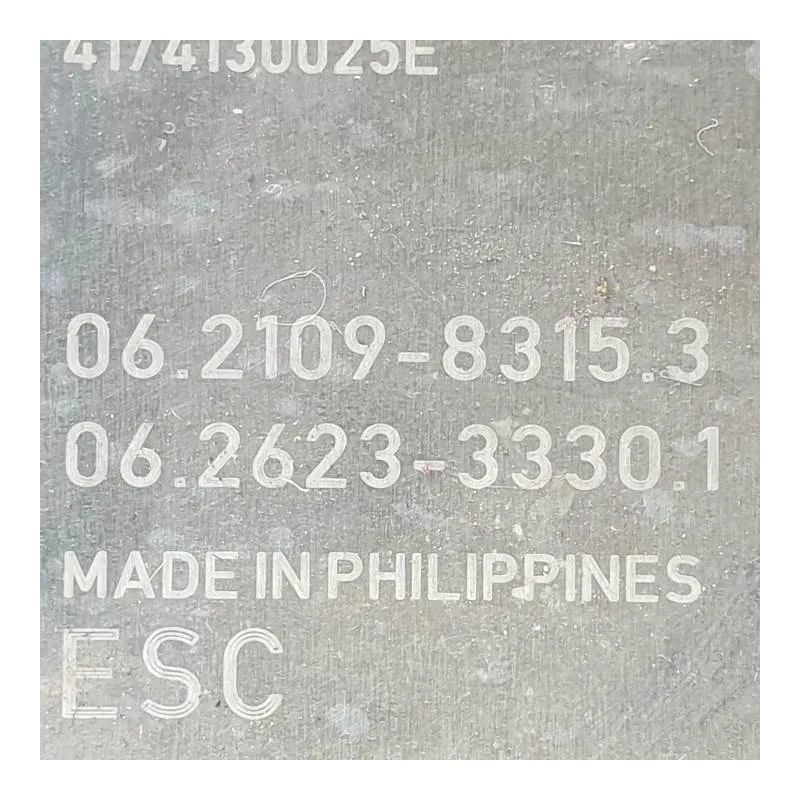 4174130025E
06.2109-8315.3
06.2623-3330.1
MADE IN PHILIPPINES
ESC